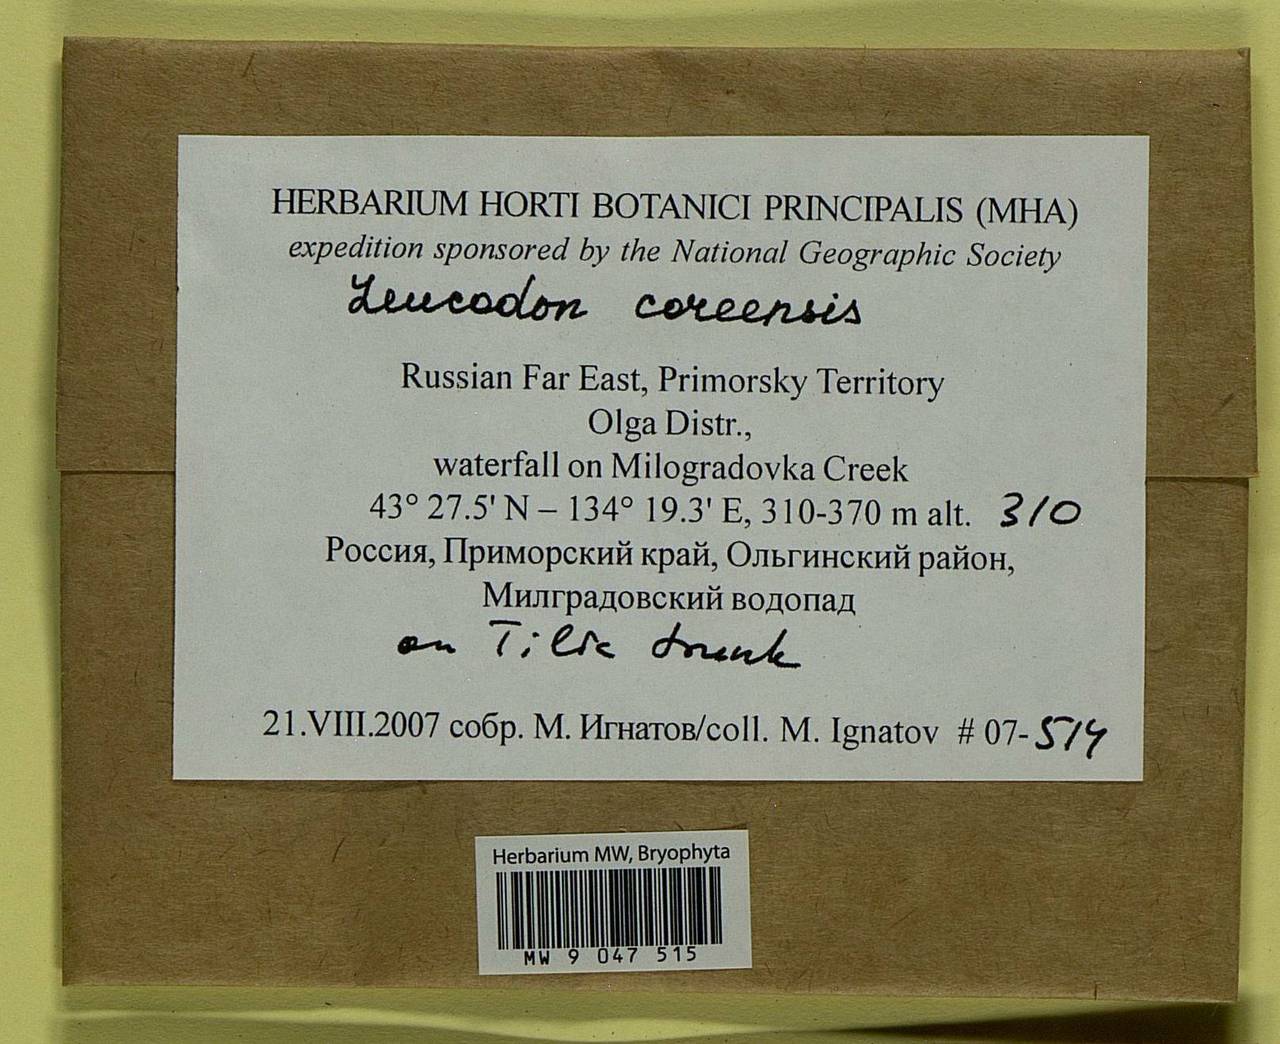 HERBARIUM HORTI BOTANICI PRINCIPALIS (MHA)
expedition sponsored by the National Geographic Society
Leucodon coreensis
Russian Far East, Primorsky Territory
Olga Distr.,
waterfall on Milogradovka Creek
43° 27.5' N – 134° 19.3' E, 310-370 m alt. 310
Россия, Приморский край, Ольгинский район,
Милградовский водопад
on Tilia trunk
21.VIII.2007 собр. М. Игнатов/coll. M. Ignatov # 07-514
Herbarium MW, Bryophyta
MW 9 047 515